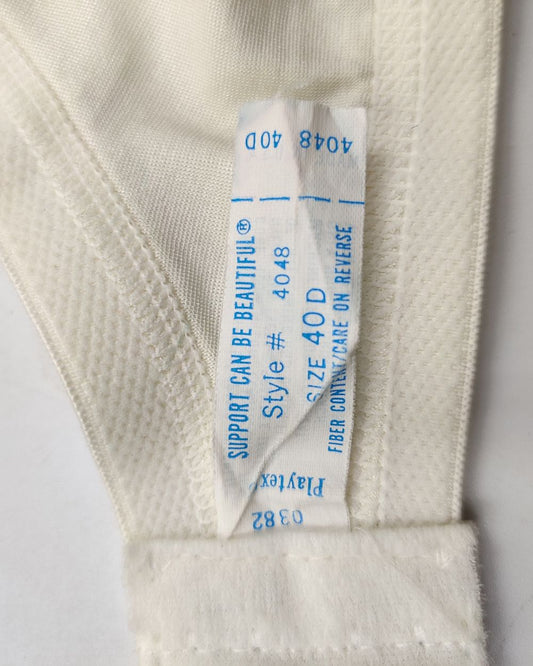 4048 40D
SUPPORT CAN BE BEAUTIFUL®
Style # 4048
SIZE 40D
FIBER CONTENT/CARE ON REVERSE
Playtex®
0382